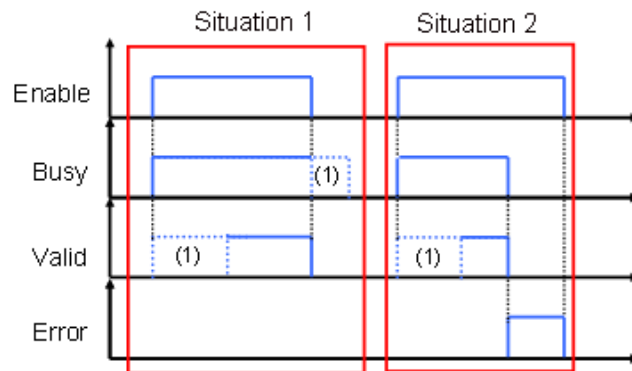 Situation 1
Situation 2
Enable
Busy
(1)
Valid
(1)
(1)
Error